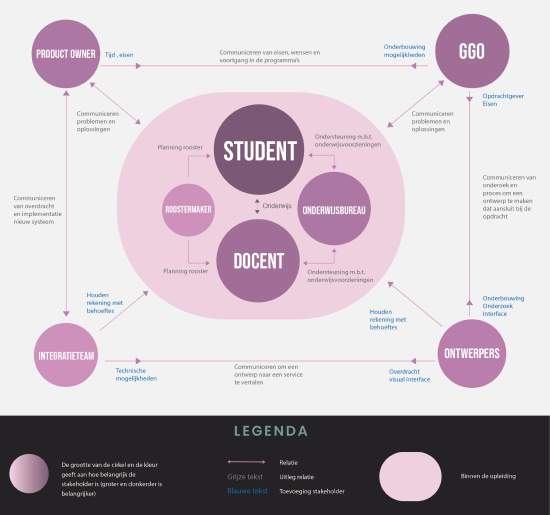 PRODUCT OWNER
Tijd , eisen
Communiceren van eisen, wensen en
voortgang in de programma's
Onderbouwing
mogelijkheden
GGO
Opdrachtgever
Eisen
Communiceren
problemen en
oplossingen
Communiceren
problemen en
oplossingen
Planning rooster
STUDENT
Ondersteuning m.b.t.
onderwijsvoorzieningen
Communiceren
van overdracht
en implementatie
nieuw systeem
ROOSTERMAKER
Onderwijs
ONDERWIJSBUREAU
Communiceren van
onderoek en
proces om een
ontwerp te maken
dat aansluit bij de
opdracht
DOCENT
Planning rooster
Ondersteuning m.b.t.
onderwijsvoorzieningen
Houden
rekening met
behoeftes
Houden
rekening met
behoeftes
Onderbouwing
Onderzoek
Interface
INTEGRATIETEAM
Technische
mogelijkheden
Communiceren om een
ontwerp naar een service
te vertalen
Overdracht
visual Interface
ONTWERPERS
LEGENDA
De grootte van de cirkel en de kleur
geeft aan hoe belangrijk de
stakeholder is (groter en donkerder is
belangrijker)
Relatie
Grijze tekst
Uitleg relatie
Blauwe tekst
Toevoeging stakeholder
Binnen de opleiding